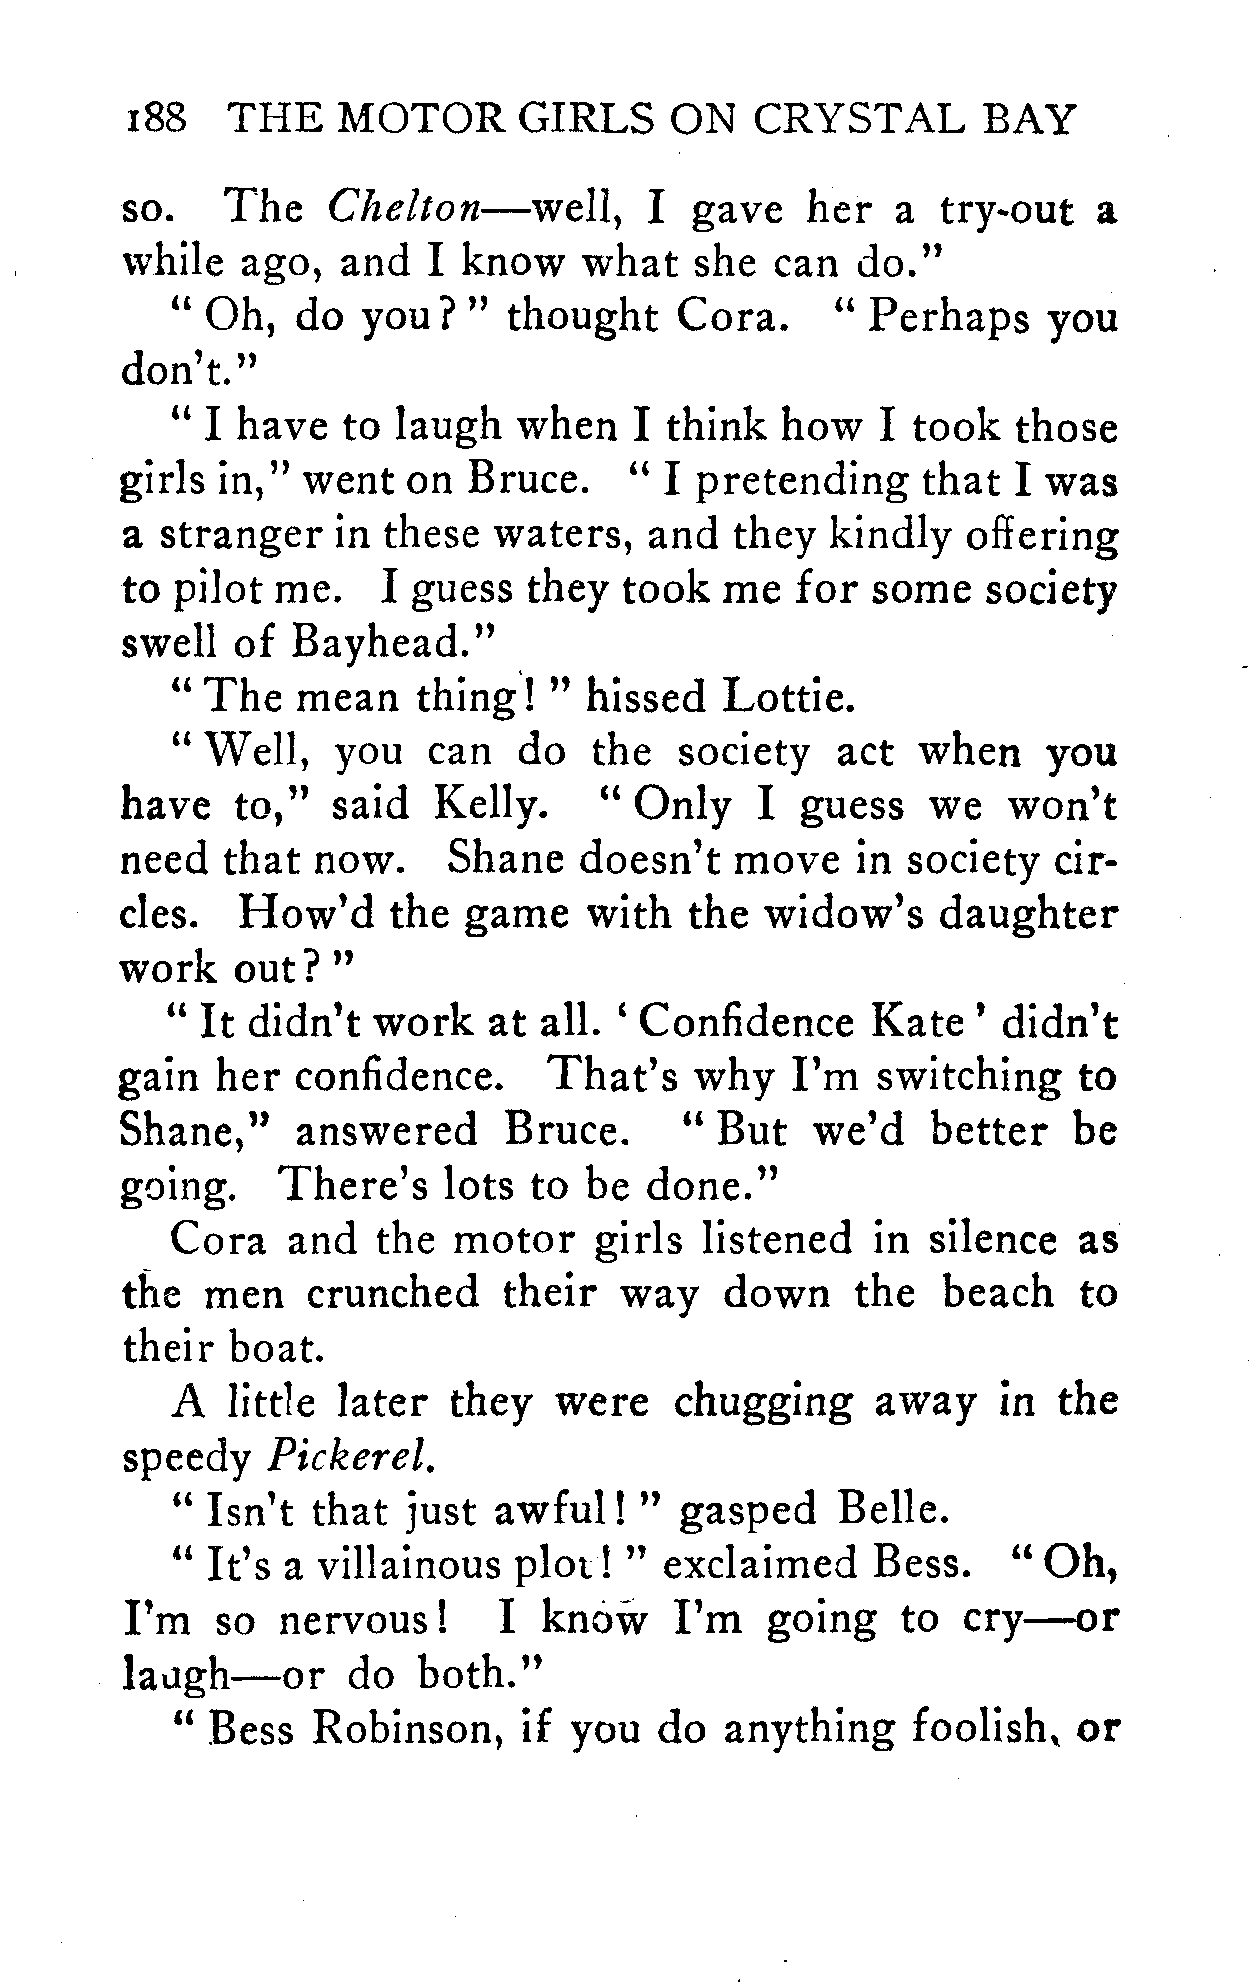 188 THE MOTOR GIRLS ON CRYSTAL BAY
so. The Chelton—well, I gave her a try-out a
while ago, and I know what she can do."
" Oh, do you? " thought Cora. " Perhaps you
don't."
" I have to laugh when I think how I took those
girls in," went on Bruce. " I pretending that I was
a stranger in these waters, and they kindly offering
to pilot me. I guess they took me for some society
swell of Bayhead."
" The mean thing! " hissed Lottie.
" Well, you can do the society act when you
have to," said Kelly. " Only I guess we won't
need that now. Shane doesn't move in society cir-
cles. How'd the game with the widow's daughter
work out? "
" It didn't work at all. ' Confidence Kate ' didn't
gain her confidence. That's why I'm switching to
Shane," answered Bruce. " But we'd better be
going. There's lots to be done."
Cora and the motor girls listened in silence as
the men crunched their way down the beach to
their boat.
A little later they were chugging away in the
speedy Pickerel.
" Isn't that just awful! " gasped Belle.
" It's a villainous plot! " exclaimed Bess. " Oh,
I'm so nervous! I know I'm going to cry—or
laugh—or do both."
" Bess Robinson, if you do anything foolish, or